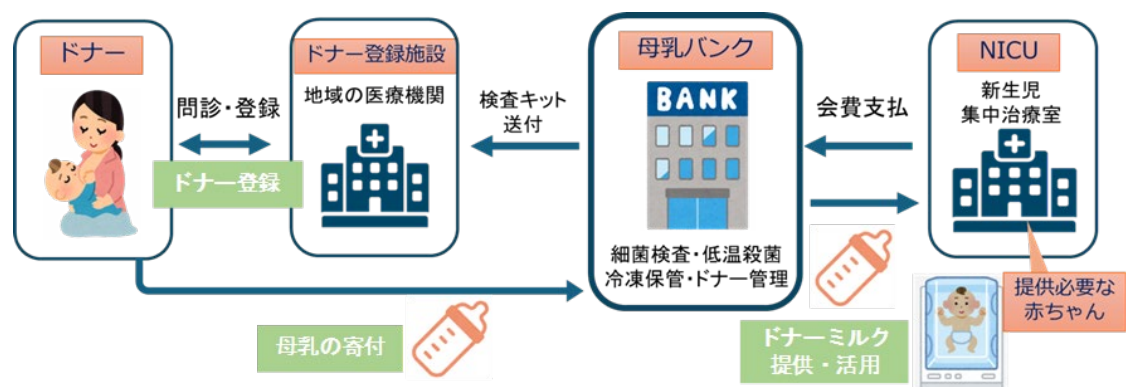 ドナー
問診・登録
ドナー登録
ドナー登録施設
地域の医療機関
検査キット
送付
母乳バンク
BANK
細菌検査・低温殺菌
冷凍保管・ドナー管理
会費支払
NICU
新生児
集中治療室
提供必要な
赤ちゃん
母乳の寄付
ドナーミルク
提供・活用